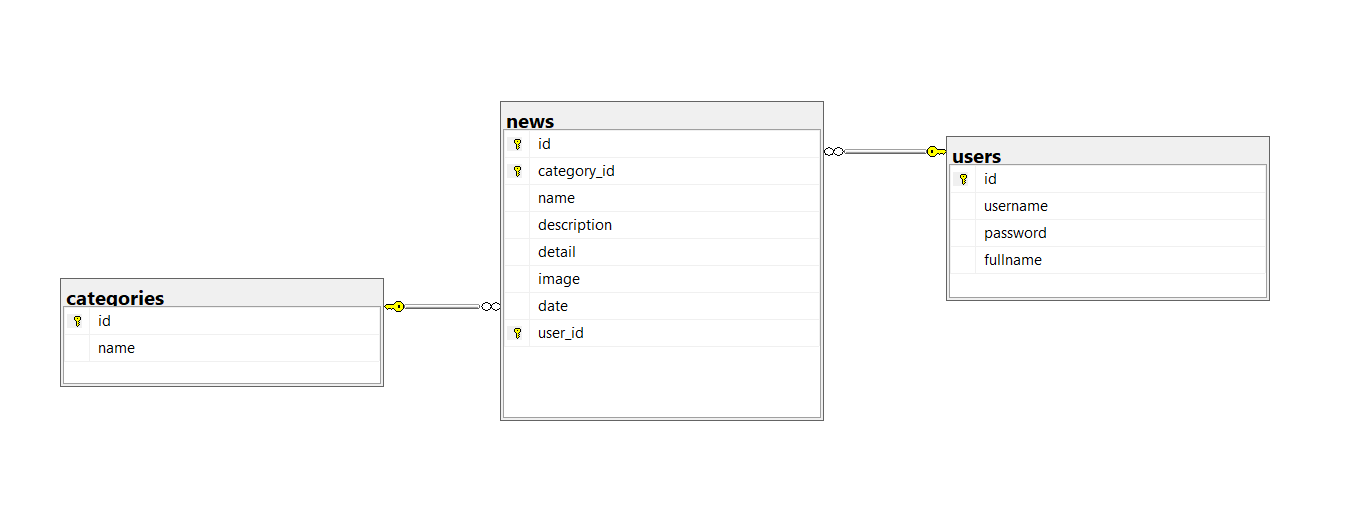 categories
id
name
news
id
category_id
name
description
detail
image
date
user_id
users
id
username
password
fullname